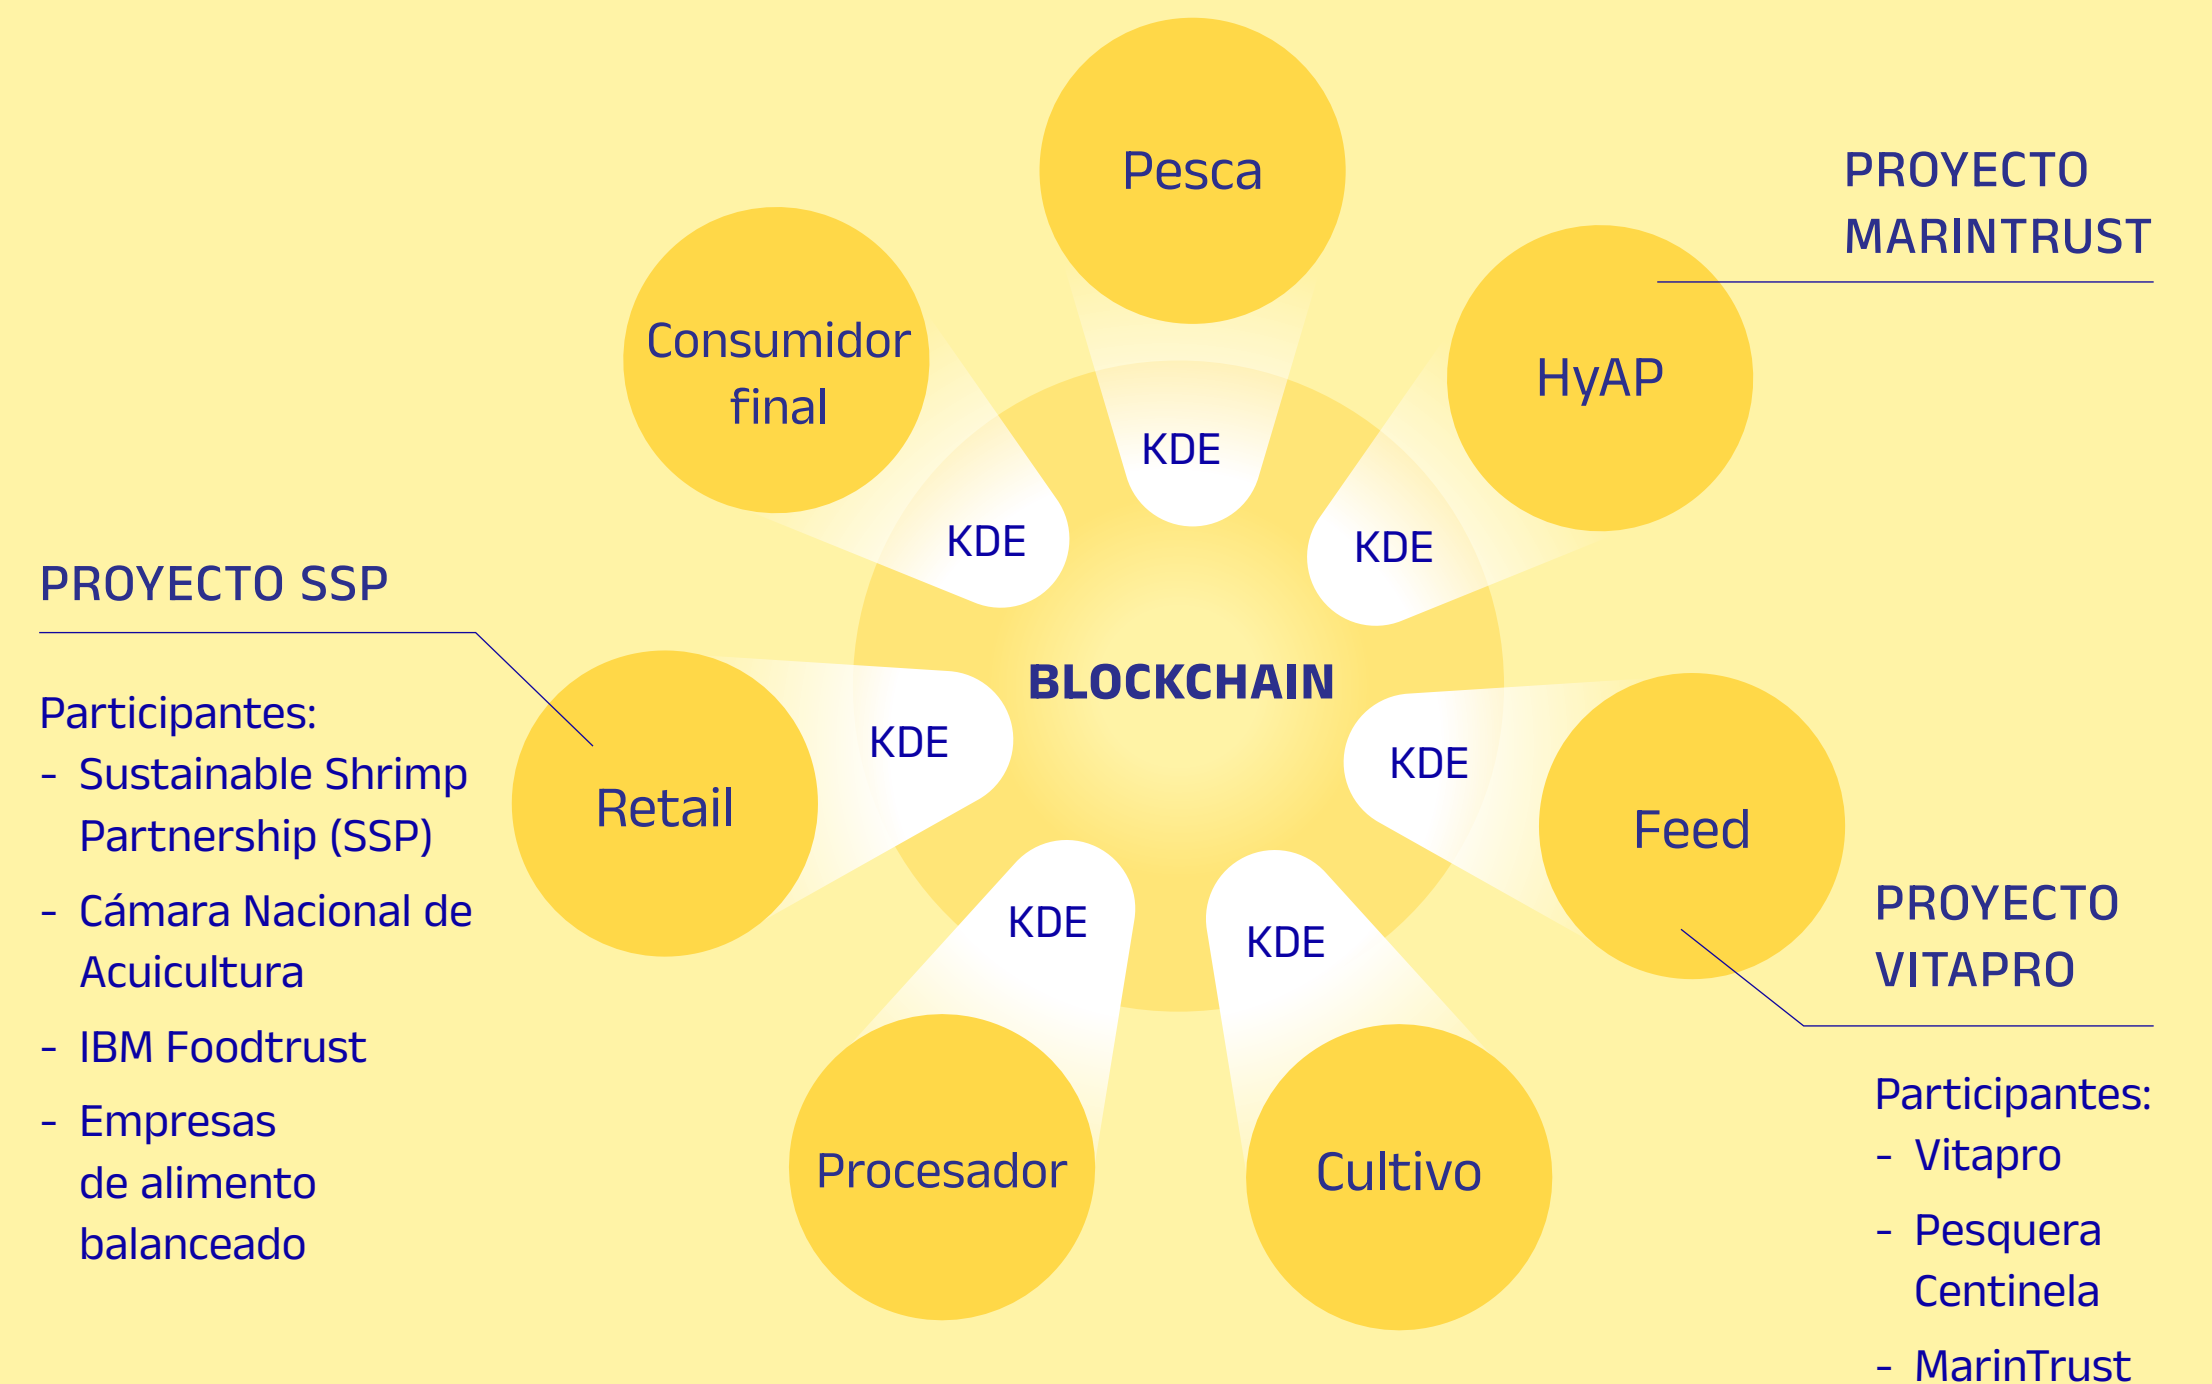 Pesca
PROYECTO
MARINTRUST
HyAP
Consumidor
final
KDE
KDE
KDE
PROYECTO SSP
BLOCKCHAIN
Participantes:
- Sustainable Shrimp
Partnership (SSP)
- Cámara Nacional de
Acuicultura
- IBM Foodtrust
- Empresas
de alimento
balanceado
Retail
KDE
KDE
Feed
KDE
KDE
Procesador
Cultivo
PROYECTO
VITAPRO
Participantes:
- Vitapro
- Pesquera
Centinela
- MarinTrust